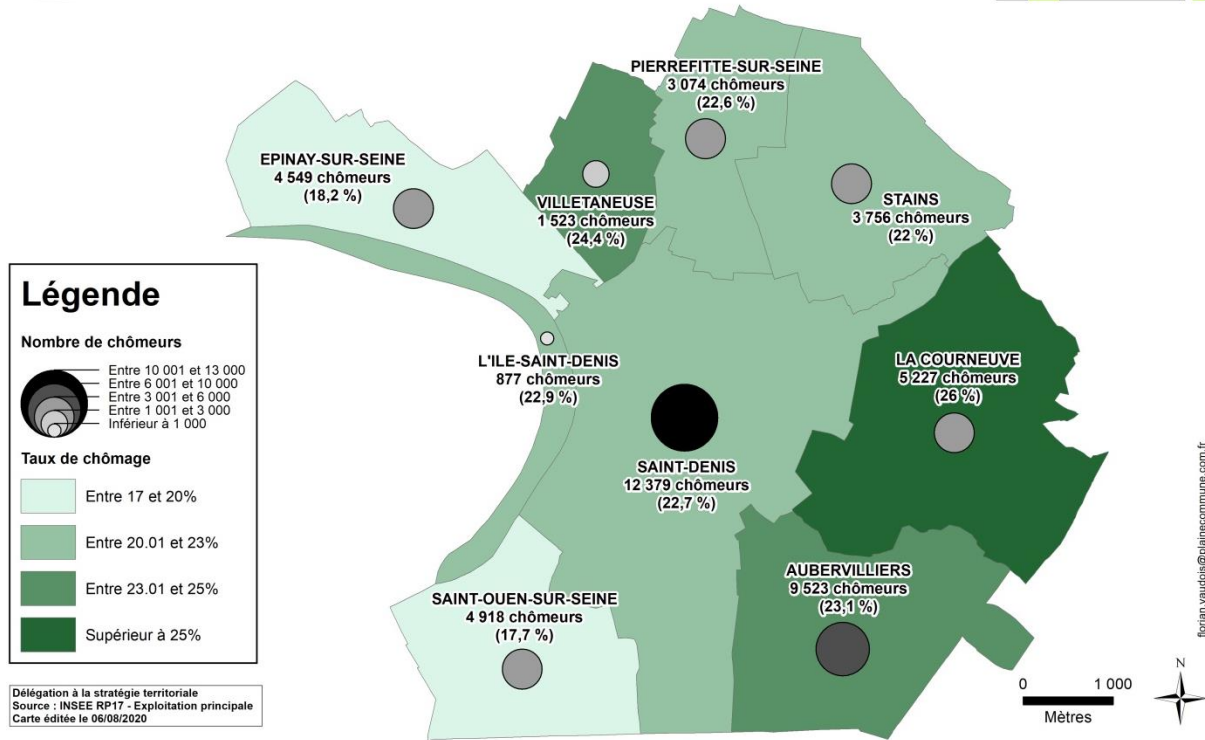 PIERREFITTE-SUR-SEINE
3 074 chômeurs
(22,6 %)
EPINAY-SUR-SEINE
4 549 chômeurs
(18,2 %)
VILLETANEUSE
1 523 chômeurs
(24,4 %)
STAINS
3 756 chômeurs
(22 %)
L'ILE-SAINT-DENIS
877 chômeurs
(22,9 %)
LA COURNEUVE
5 227 chômeurs
(26 %)
SAINT-DENIS
12 379 chômeurs
(22,7 %)
AUBERVILLIERS
9 523 chômeurs
(23,1 %)
SAINT-OUEN-SUR-SEINE
4 918 chômeurs
(17,7 %)
Légende
Nombre de chômeurs
Entre 10 001 et 13 000
Entre 6 001 et 10 000
Entre 3 001 et 6 000
Entre 1 001 et 3 000
Inférieur à 1 000
Taux de chômage
Entre 17 et 20%
Entre 20.01 et 23%
Entre 23.01 et 25%
Supérieur à 25%
Délégation à la stratégie territoriale
Source : INSEE RP17 - Exploitation principale
Carte éditée le 06/08/2020
0 1 000
Mètres
N
florian.vaudois@plainecommune.com.fr